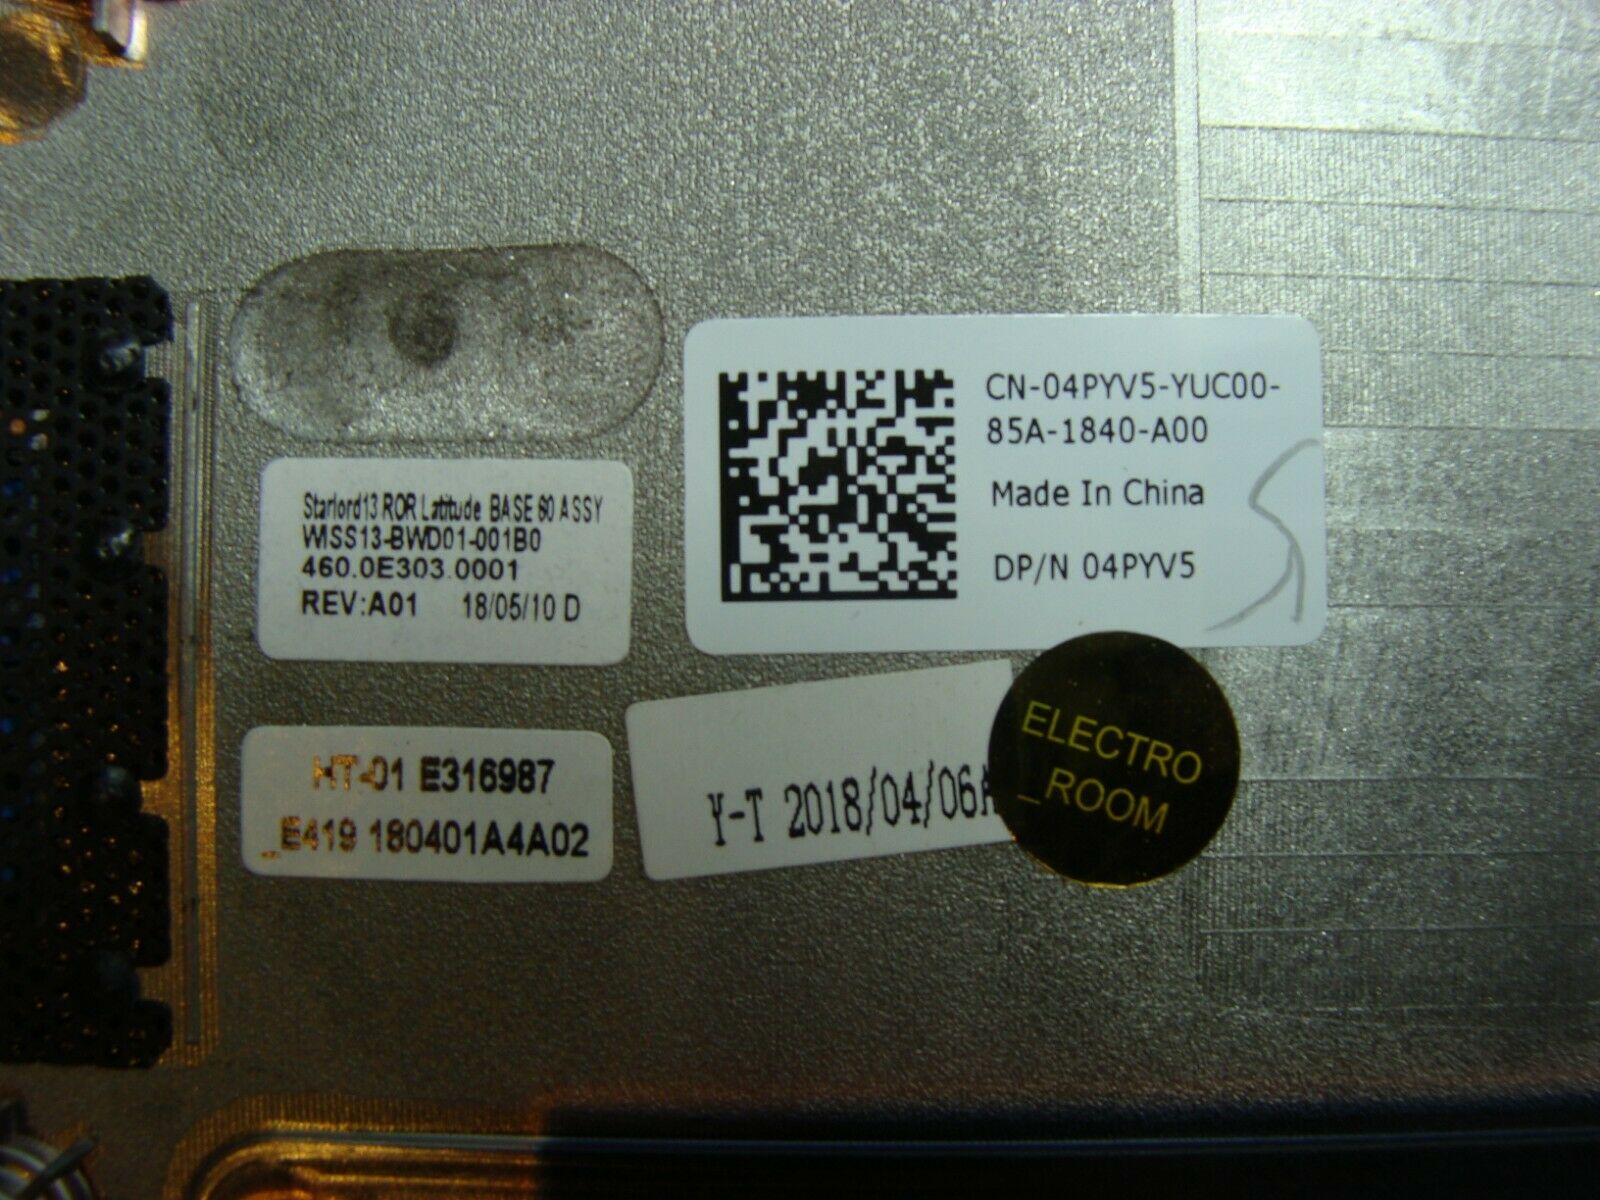 CN-04PYV5-YUC00-
85A-1840-A00
Made In China
DP/N 04PYV5
Starlord13 ROR Latitude BASE 60 ASSY
WISS13-BWD01-001B0
460.0E303.0001
REV:A01 18/05/10 D
HT-01 E316987
_E419 180401A4A02
Y-T 2018/04/06A
ELECTRO
_ROOM